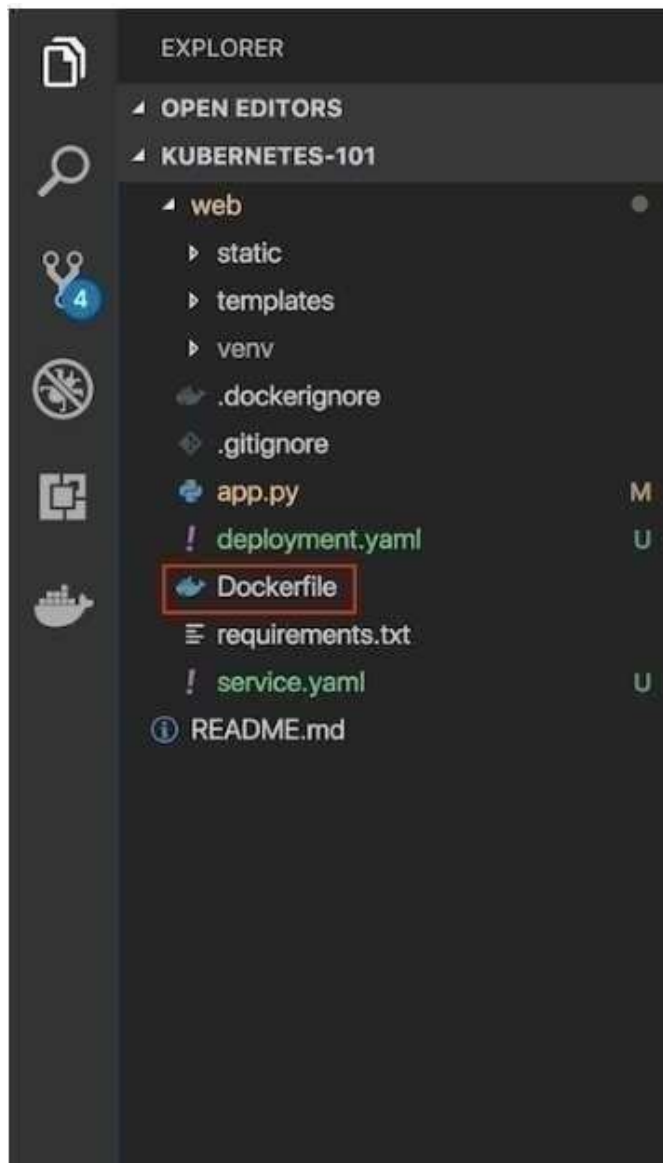 EXPLORER
OPEN EDITORS
KUBERNETES-101
web
static
templates
venv
4
.dockerignore
.gitignore
app.py M
deployment.yaml U
Dockerfile
requirements.txt
service.yaml U
README.md